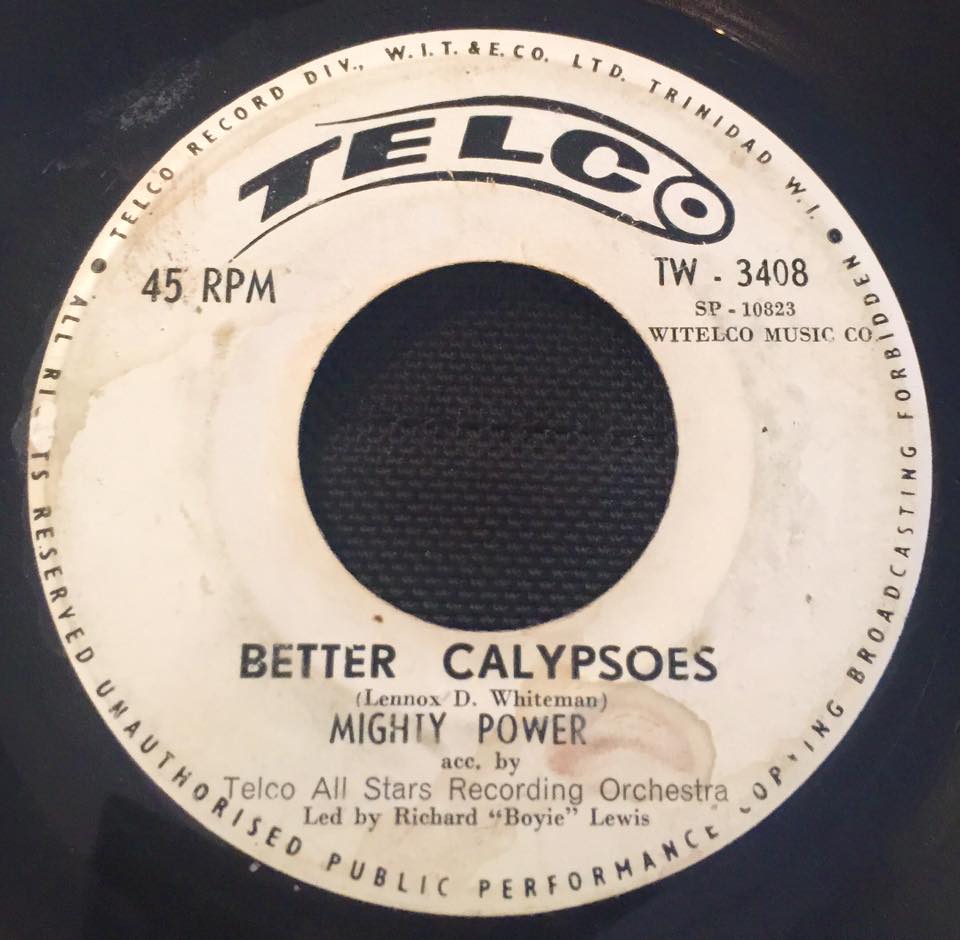 TELCO RECORD DIV., W.I.T. & E. CO. LTD. TRINIDAD W.I.
TELCO
45 RPM
TW - 3408
SP - 10823
WITELCO MUSIC CO.
BETTER CALYPSOES
(Lennox D. Whiteman)
MIGHTY POWER
acc. by
Telco All Stars Recording Orchestra
Led by Richard "Boyie" Lewis
ALL RESERVED UNAUTHORISED PUBLIC PERFORMANCE BROADCASTING FORBIDDEN